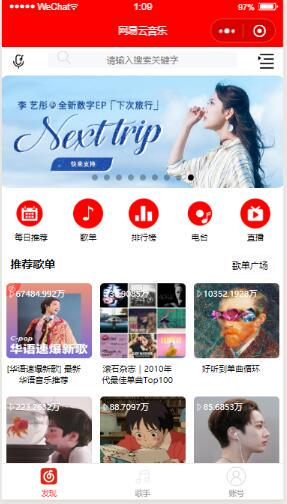 WeChat
1:09
97%
网易云音乐
请输入搜索关键字
李艺彤全新数字EP「下次旅行」
Next trip
快来支持
每日推荐
歌单
排行榜
电台
直播
推荐歌单
歌单广场
67484.992万
10352.1928万
C-pop
华语速爆新歌
[华语速爆新歌] 最新
华语音乐推荐
滚石杂志｜2010年
代最佳单曲Top100
好听到单曲循环
223.2632万
88.7097万
85.6853万
发现
歌手
账号